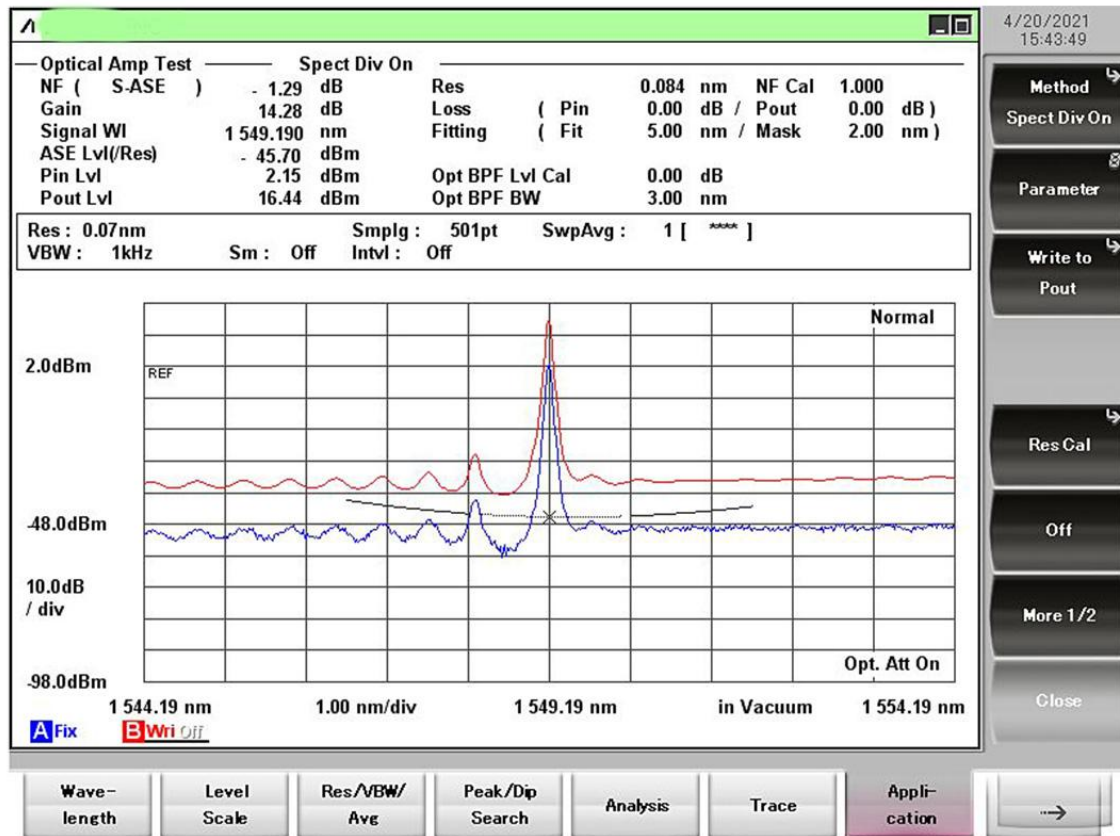 4/20/2021
15:43:49
Optical Amp Test Spect Div On
NF ( S-ASE ) - 1.29 dB Res 0.084 nm NF Cal 1.000
Gain 14.28 dB Loss ( Pin 0.00 dB / Pout 0.00 dB )
Signal Wl 1 549.190 nm Fitting ( Fit 5.00 nm / Mask 2.00 nm )
ASE Lvl(/Res) - 45.70 dBm
Pin Lvl 2.15 dBm Opt BPF Lvl Cal 0.00 dB
Pout Lvl 16.44 dBm Opt BPF BW 3.00 nm
Res : 0.07nm Smplg : 501pt SwpAvg : 1 [ **** ]
VBW : 1kHz Sm : Off Intvl : Off
Normal
2.0dBm
REF
-48.0dBm
10.0dB
/ div
Opt. Att On
-98.0dBm
1 544.19 nm 1.00 nm/div 1 549.19 nm in Vacuum 1 554.19 nm
A Fix B Wri Off
Method
Spect Div On
8
Parameter
Write to
Pout
Res Cal
Off
More 1/2
Close
Wave-
length
Level
Scale
Res/VBW/
Avg
Peak/Dip
Search
Analysis
Trace
Appli-
cation